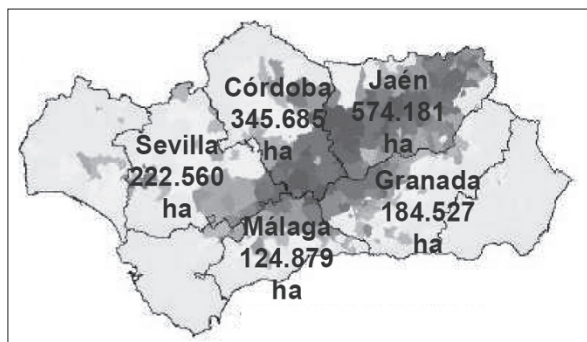 Córdoba
345.685
ha
Jaén
574.181
ha
Sevilla
222.560
ha
Granada
184.527
ha
Málaga
124.879
ha